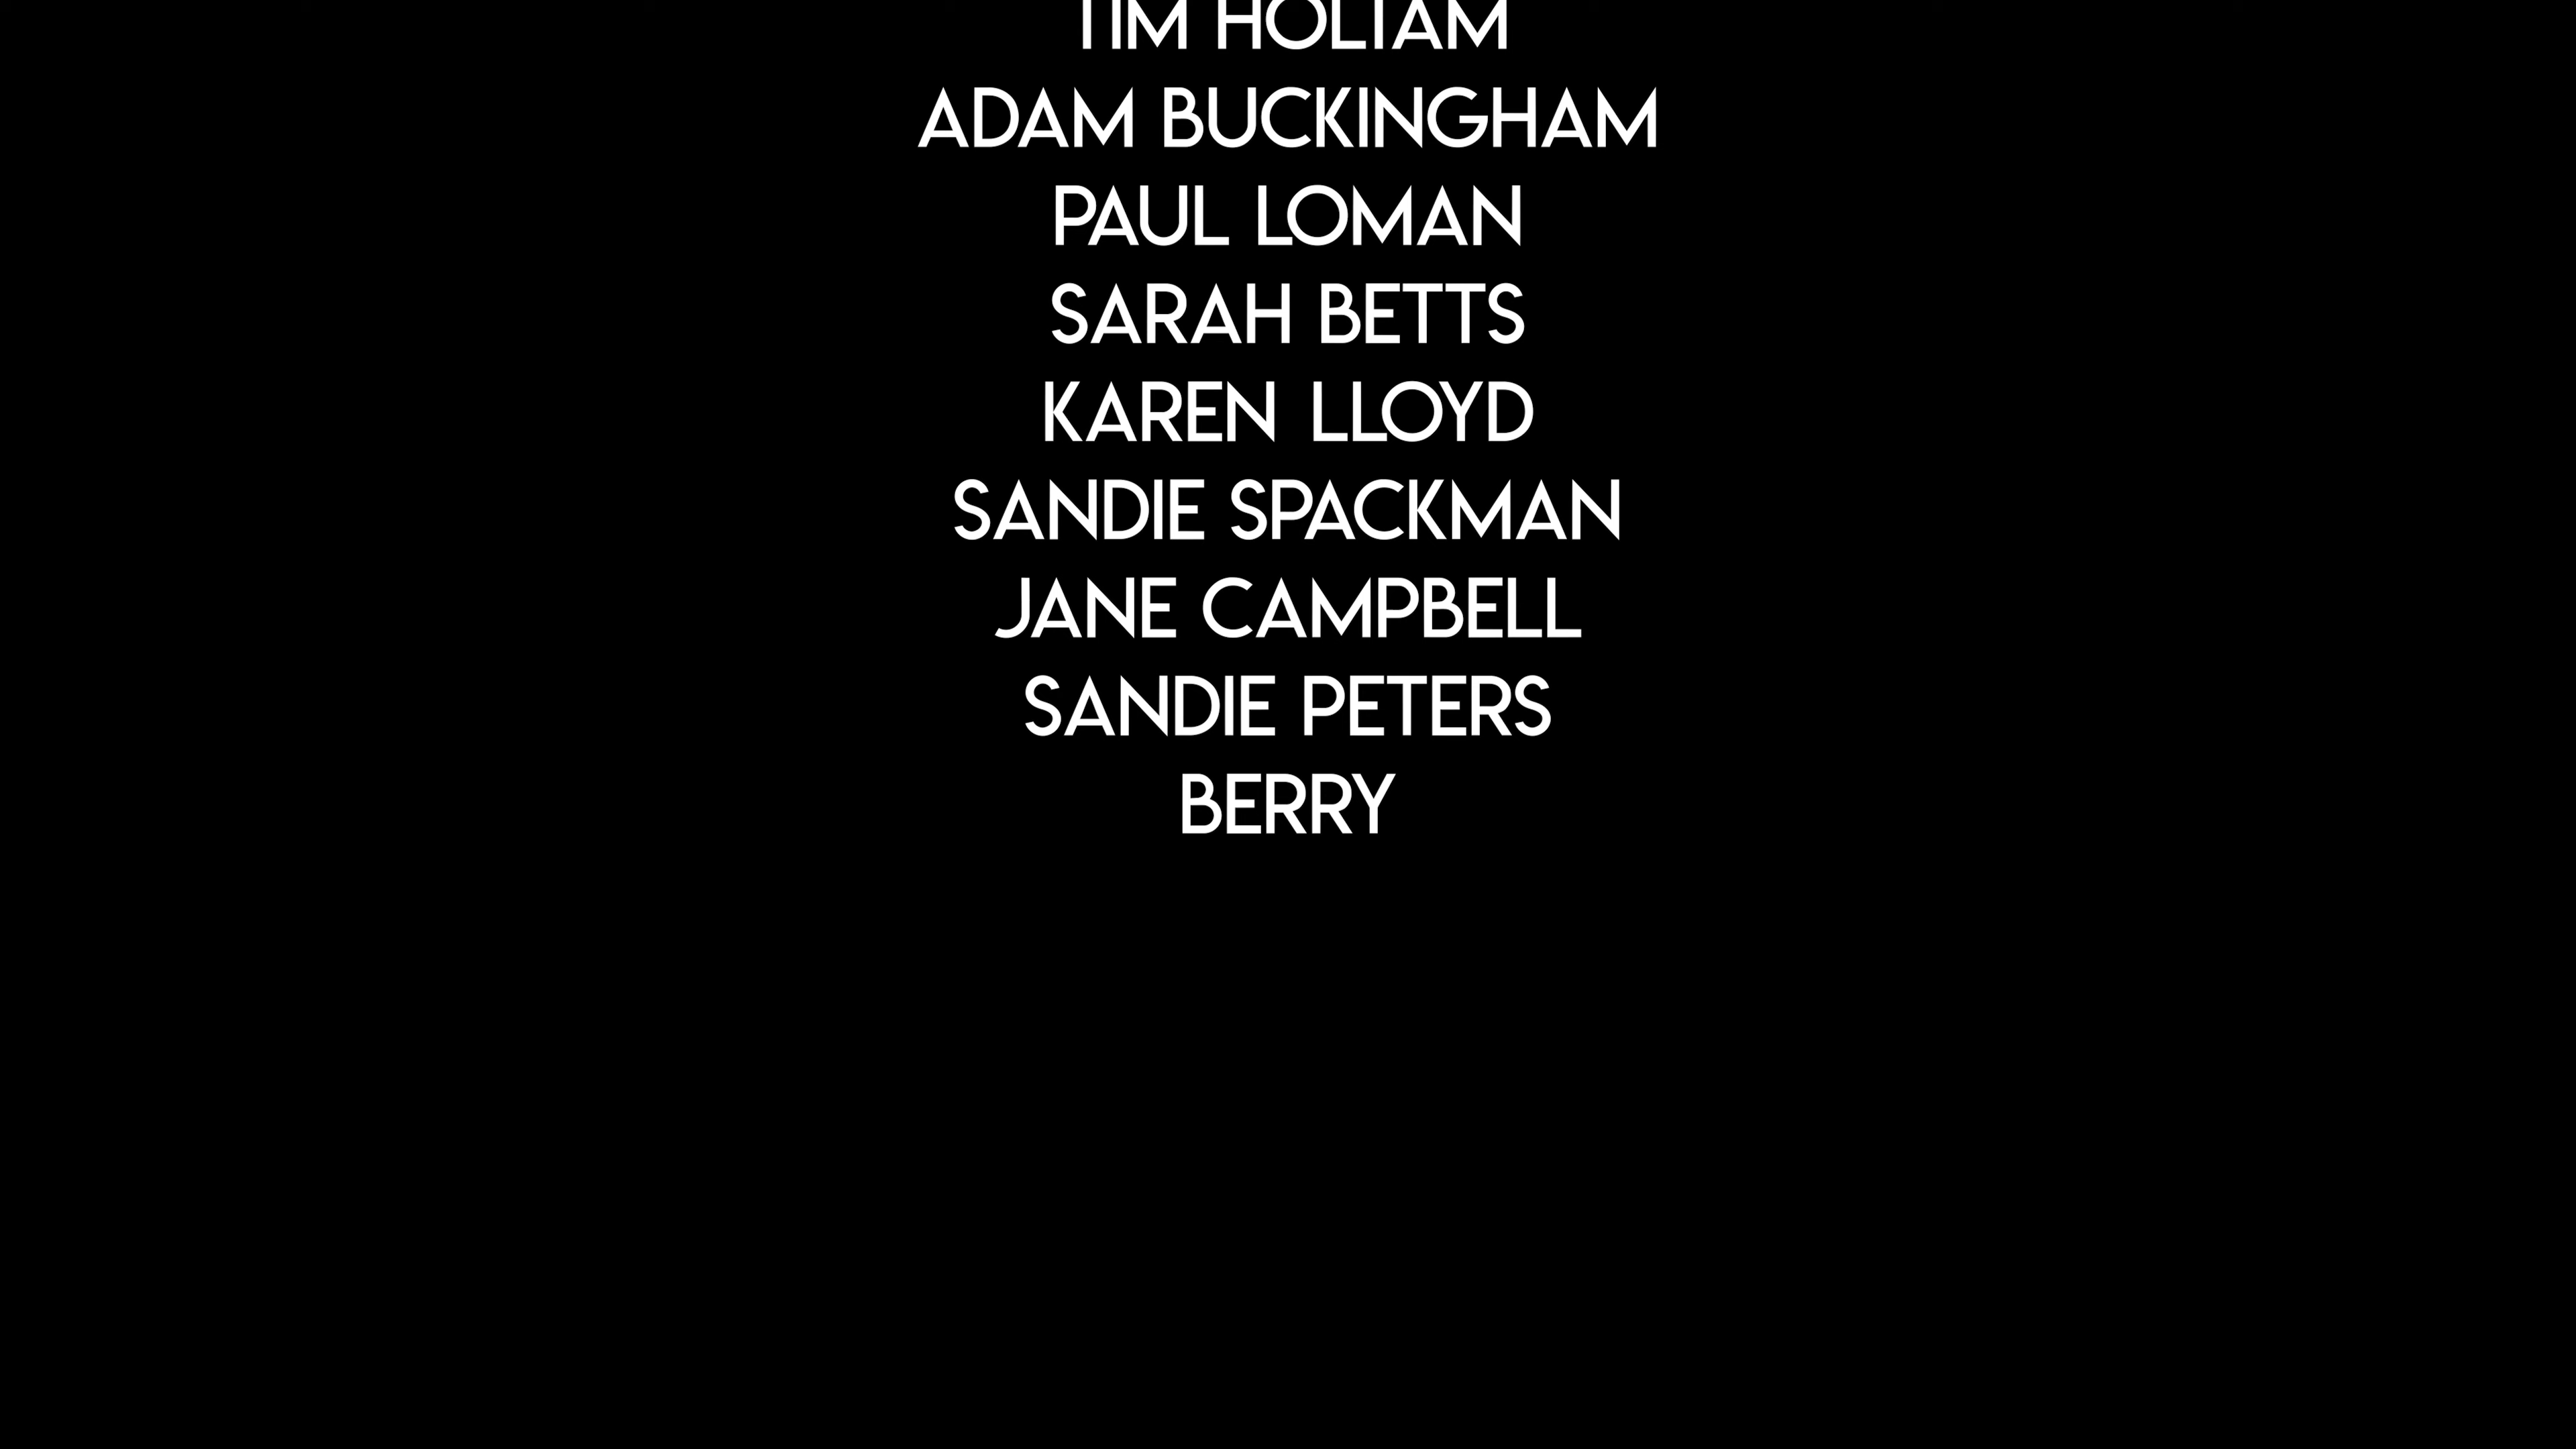 TIM HOLTAM
ADAM BUCKINGHAM
PAUL LOMAN
SARAH BETTS
KAREN LLOYD
SANDIE SPACKMAN
JANE CAMPBELL
SANDIE PETERS
BERRY